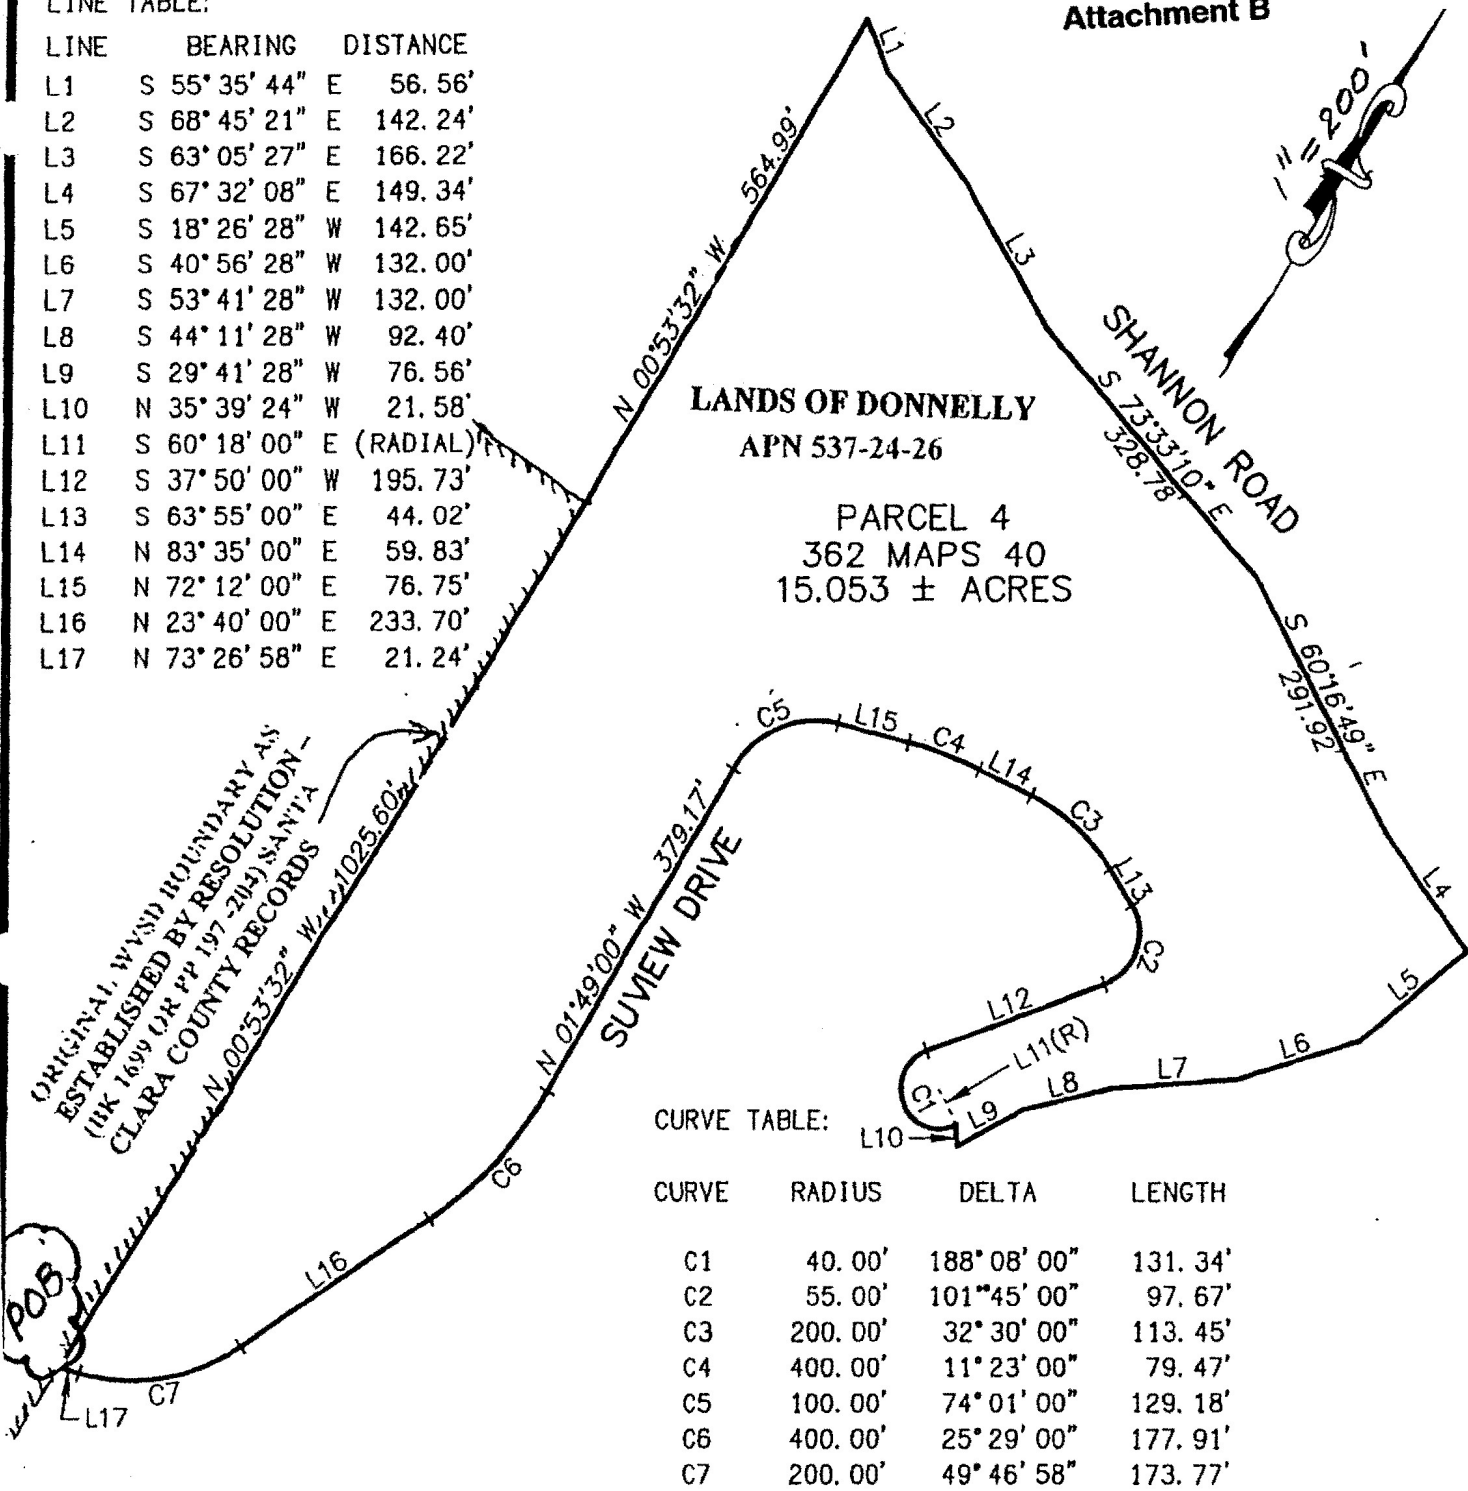 LINE TABLE:
LINE BEARING DISTANCE
L1 S 55°35'44" E 56.56'
L2 S 68°45'21" E 142.24'
L3 S 63°05'27" E 166.22'
L4 S 67°32'08" E 149.34'
L5 S 18°26'28" W 142.65'
L6 S 40°56'28" W 132.00'
L7 S 53°41'28" W 132.00'
L8 S 44°11'28" W 92.40'
L9 S 29°41'28" W 76.56'
L10 N 35°39'24" W 21.58'
L11 S 60°18'00" E (RADIAL)
L12 S 37°50'00" W 195.73'
L13 S 63°55'00" E 44.02'
L14 N 83°35'00" E 59.83'
L15 N 72°12'00" E 76.75'
L16 N 23°40'00" E 233.70'
L17 N 73°26'58" E 21.24'
Attachment B
1" = 200'
L1
L2
L3
564.99'
N 00°53'32" W
SHANNON ROAD
S 73°33'10" E
328.78'
LANDS OF DONNELLY
APN 537-24-26
PARCEL 4
362 MAPS 40
15.053 ± ACRES
S 60°16'49" E
291.92'
L4
L5
L6
L7
L8
L9
L10
L11(R)
C1
L12
C2
L13
C3
L14
C4
L15
C5
N 01°49'00" W 379.17'
SUVIEW DRIVE
C6
L16
C7
L17
POB
N 00°53'32" W 1025.60'
ORIGINAL WVSD BOUNDARY AS
ESTABLISHED BY RESOLUTION
(BK 1699 OR PP 197-204) SANTA
CLARA COUNTY RECORDS
CURVE TABLE:
CURVE RADIUS DELTA LENGTH
C1 40.00' 188°08'00" 131.34'
C2 55.00' 101°45'00" 97.67'
C3 200.00' 32°30'00" 113.45'
C4 400.00' 11°23'00" 79.47'
C5 100.00' 74°01'00" 129.18'
C6 400.00' 25°29'00" 177.91'
C7 200.00' 49°46'58" 173.77'